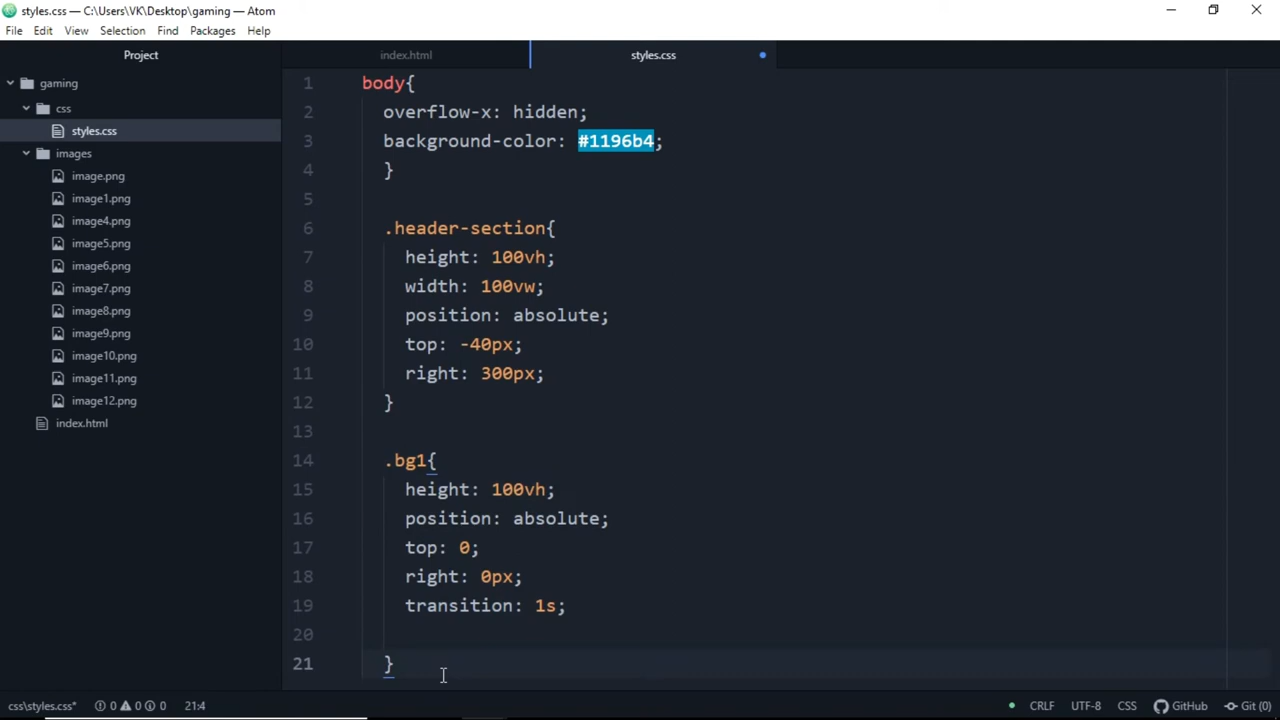 styles.css — C:\Users\VK\Desktop\gaming — Atom
File Edit View Selection Find Packages Help
Project
index.html
styles.css
gaming
css
styles.css
images
image.png
image1.png
image4.png
image5.png
image6.png
image7.png
image8.png
image9.png
image10.png
image11.png
image12.png
index.html
1 body{
2 overflow-x: hidden;
3 background-color: #1196b4;
4 }
5
6 .header-section{
7 height: 100vh;
8 width: 100vw;
9 position: absolute;
10 top: -40px;
11 right: 300px;
12 }
13
14 .bg1{
15 height: 100vh;
16 position: absolute;
17 top: 0;
18 right: 0px;
19 transition: 1s;
20
21 }
css\styles.css* 0 0 0 21:4 CRLF UTF-8 CSS GitHub Git (0)